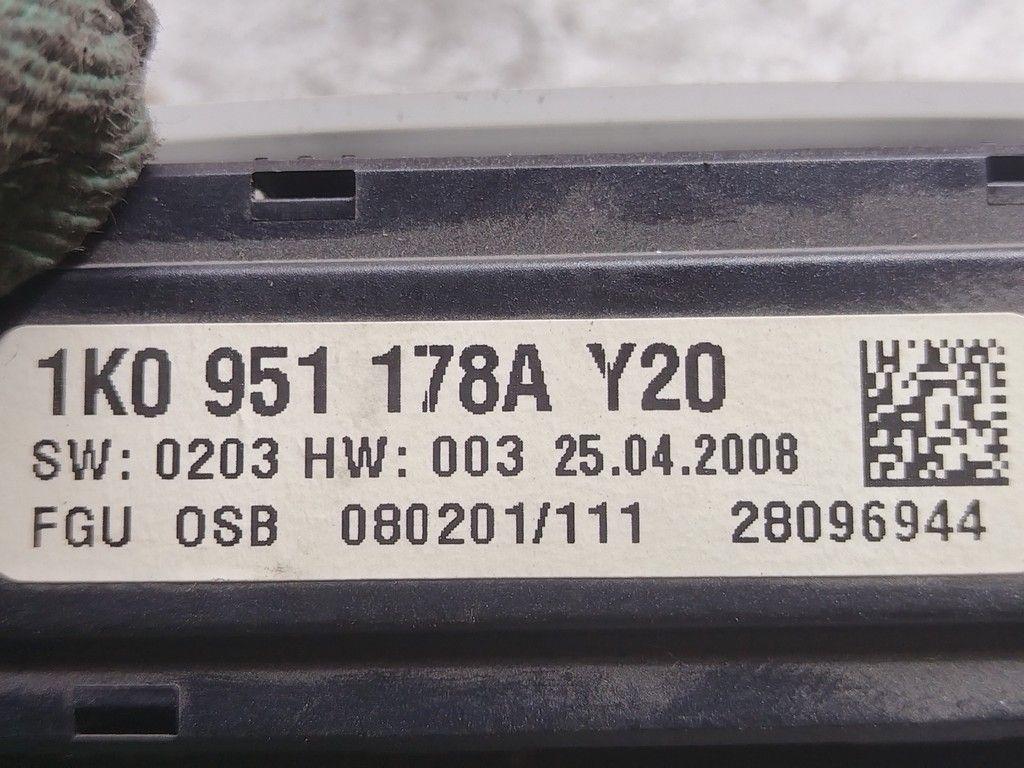 1K0 951 178A Y20
SW: 0203 HW: 003 25.04.2008
FGU OSB 080201/111 28096944